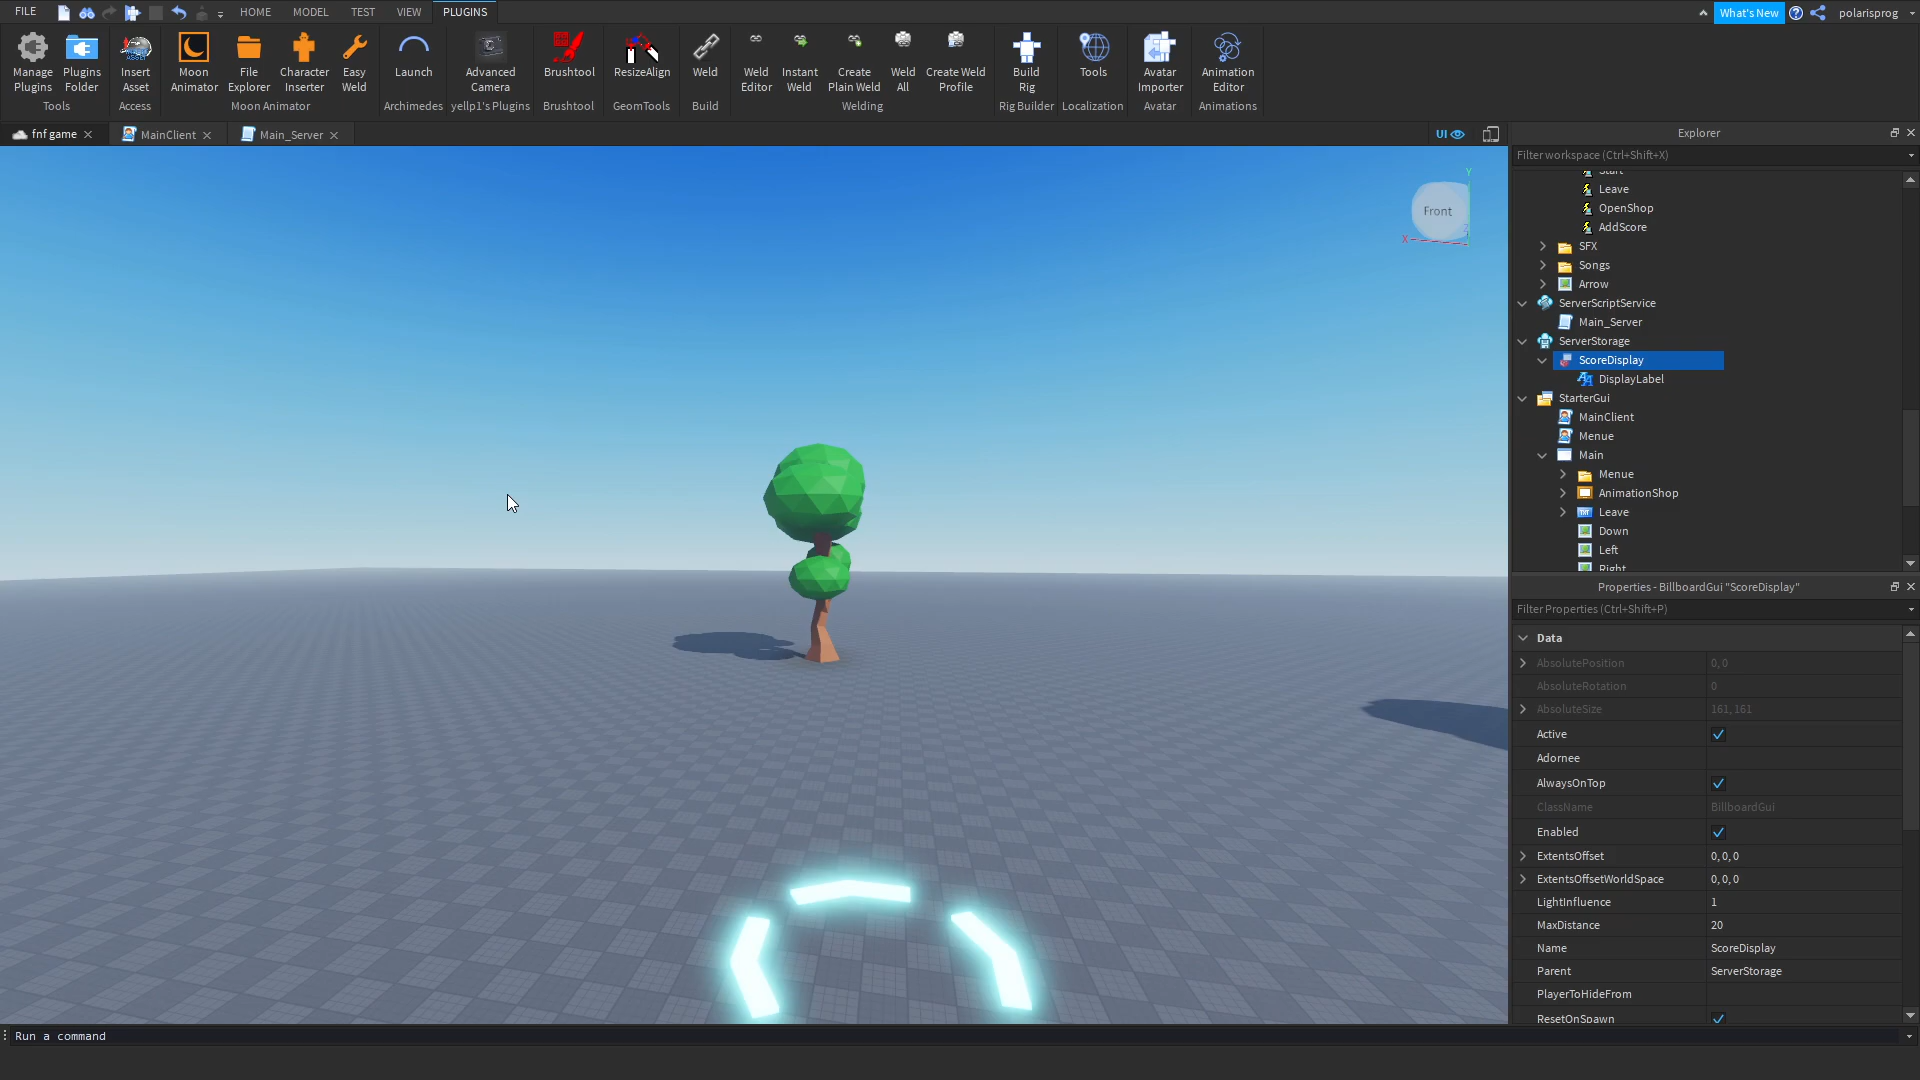 FILE HOME MODEL TEST VIEW PLUGINS What's New polarisprog
Manage Plugins Plugins Folder Insert Asset Moon Animator File Explorer Character Inserter Easy Weld Launch Advanced Camera Brushtool ResizeAlign Weld Weld Editor Instant Weld Create Plain Weld Weld All Create Weld Profile Build Rig Tools Avatar Importer Animation Editor
Tools Access Moon Animator Archimedes yellp1's Plugins Brushtool GeomTools Build Welding Rig Builder Localization Avatar Animations
fnf game MainClient Main_Server UI Explorer
Filter workspace (Ctrl+Shift+X)
Start
Leave
OpenShop
AddScore
SFX
Songs
Arrow
ServerScriptService
Main_Server
ServerStorage
ScoreDisplay
DisplayLabel
StarterGui
MainClient
Menue
Main
Menue
AnimationShop
TXT Leave
Down
Left
Right
Y
Front
X
Z
Properties - BillboardGui "ScoreDisplay"
Filter Properties (Ctrl+Shift+P)
Data
AbsolutePosition 0, 0
AbsoluteRotation 0
AbsoluteSize 161, 161
Active
Adornee
AlwaysOnTop
ClassName BillboardGui
Enabled
ExtentsOffset 0, 0, 0
ExtentsOffsetWorldSpace 0, 0, 0
LightInfluence 1
MaxDistance 20
Name ScoreDisplay
Parent ServerStorage
PlayerToHideFrom
ResetOnSpawn
Run a command